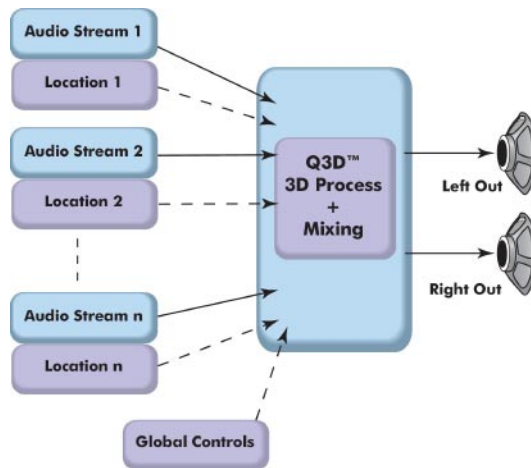 Audio Stream 1
Location 1
Audio Stream 2
Location 2
Audio Stream n
Location n
Global Controls
Q3D™
3D Process
+
Mixing
Left Out
Right Out